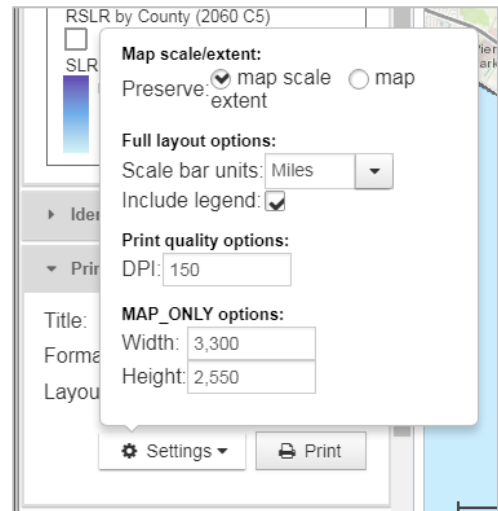 RSLR by County (2060 C5)
SLR
Map scale/extent:
Preserve: map scale map
extent
Full layout options:
Scale bar units: Miles
Include legend:
Print quality options:
DPI: 150
MAP_ONLY options:
Width: 3,300
Height: 2,550
Title:
Settings
Print